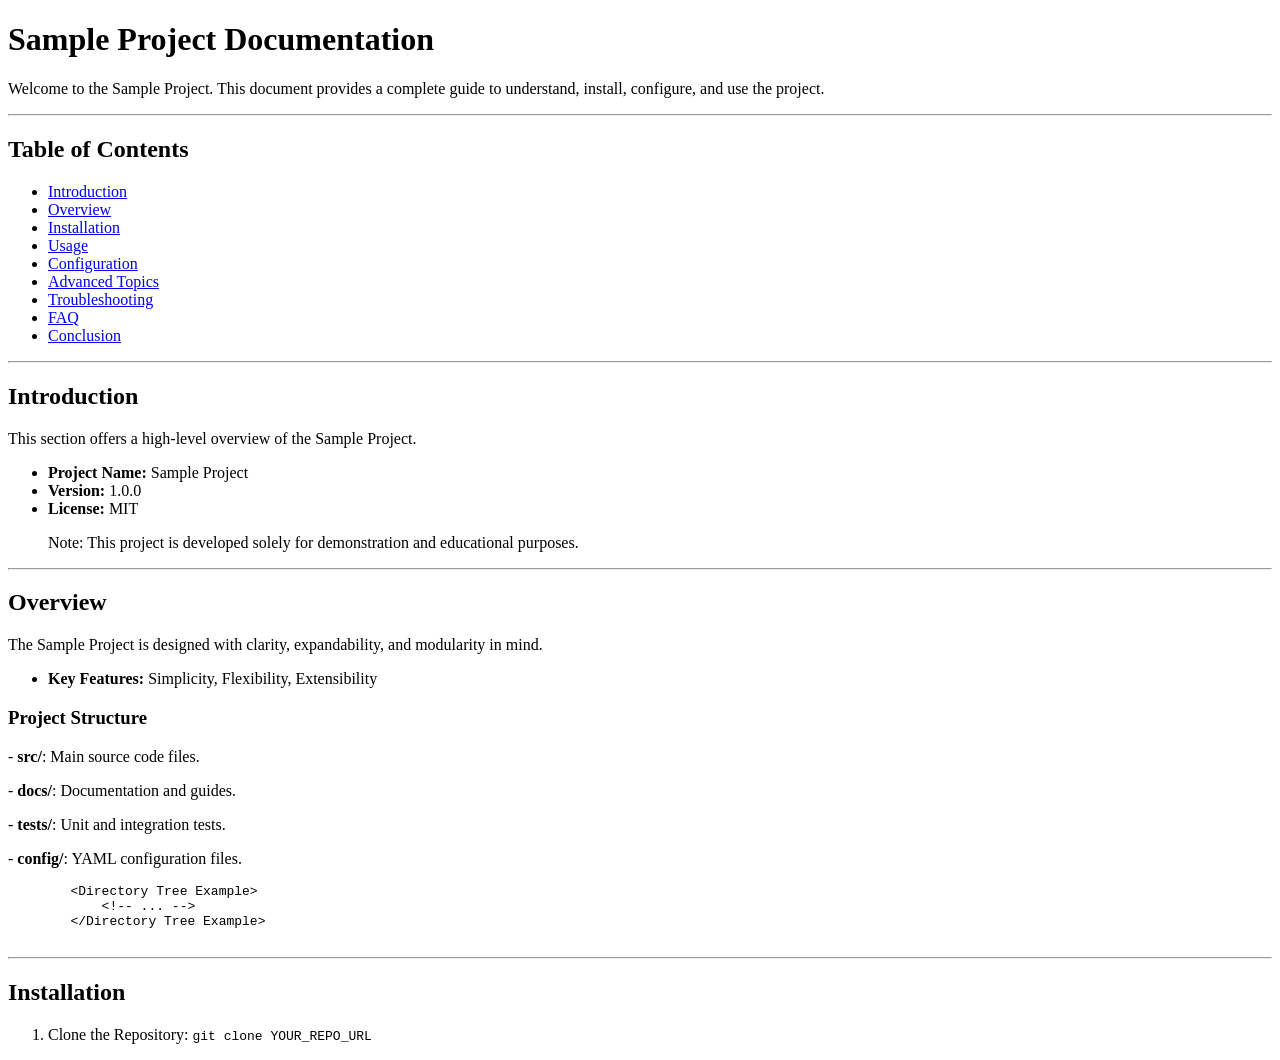 Sample Project Documentation
Welcome to the Sample Project. This document provides a complete guide to understand, install, configure, and use the project.
Table of Contents
Introduction
Overview
Installation
Usage
Configuration
Advanced Topics
Troubleshooting
FAQ
Conclusion
Introduction
This section offers a high-level overview of the Sample Project.
Project Name: Sample Project
Version: 1.0.0
License: MIT
Note: This project is developed solely for demonstration and educational purposes.
Overview
The Sample Project is designed with clarity, expandability, and modularity in mind.
Key Features: Simplicity, Flexibility, Extensibility
Project Structure
- src/: Main source code files.
- docs/: Documentation and guides.
- tests/: Unit and integration tests.
- config/: YAML configuration files.
<Directory Tree Example>
<!-- ... -->
</Directory Tree Example>
Installation
1. Clone the Repository: git clone YOUR_REPO_URL